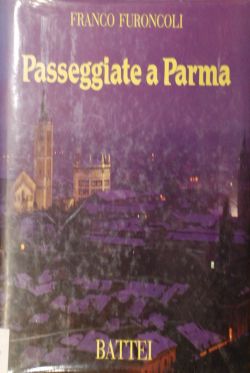 FRANCO FURONCOLI
Passeggiate a Parma
BATTEI